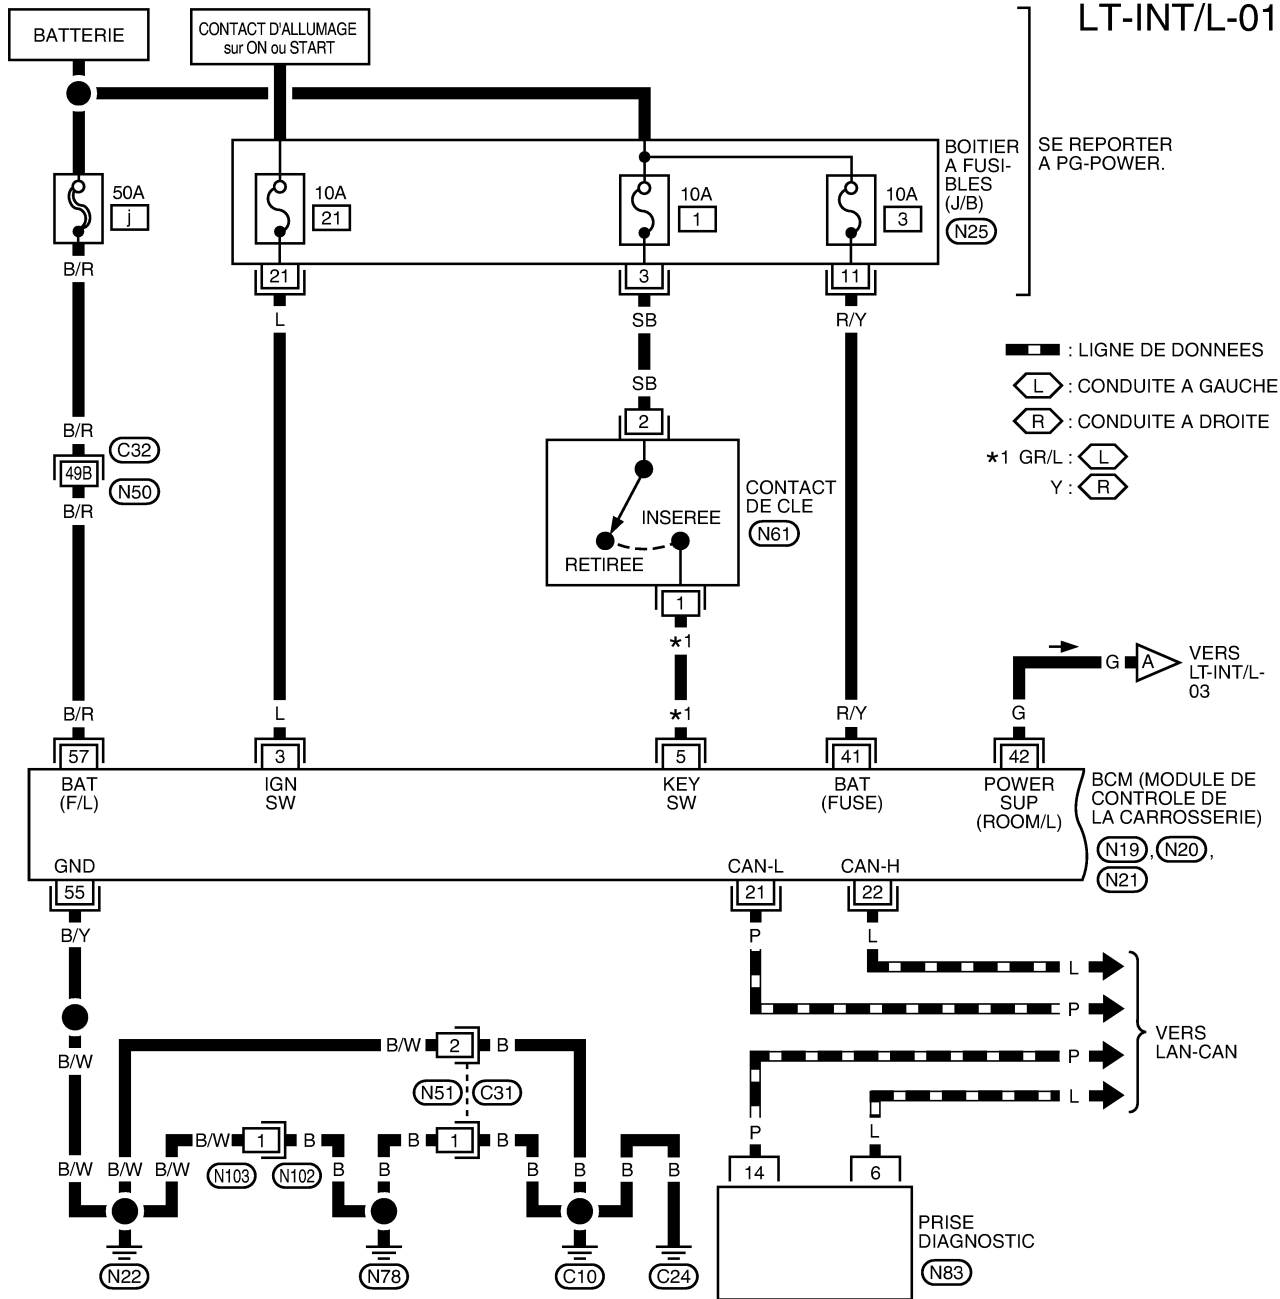 LT-INT/L-01
BATTERIE
CONTACT D'ALLUMAGE
sur ON ou START
BOITIER
A FUSI-
BLES
(J/B)
N25
SE REPORTER
A PG-POWER.
50A
j
10A
21
10A
1
10A
3
21
3
11
B/R
L
SB
R/Y
: LIGNE DE DONNEES
L : CONDUITE A GAUCHE
R : CONDUITE A DROITE
*1 GR/L : L
Y : R
SB
2
B/R
C32
49B
N50
B/R
CONTACT
DE CLE
N61
INSEREE
RETIREE
1
*1
G A
VERS
LT-INT/L-
03
B/R
L
*1
R/Y
G
57
3
5
41
42
BAT
(F/L)
IGN
SW
KEY
SW
BAT
(FUSE)
POWER
SUP
(ROOM/L)
BCM (MODULE DE
CONTROLE DE
LA CARROSSERIE)
N19 , N20 ,
N21
GND
CAN-L
CAN-H
55
21
22
B/Y
P
L
L
P
P
L
VERS
LAN-CAN
B/W
B/W 2 B
N51 C31
B/W 1 B
B 1 B
N103 N102
B/W
B/W
B/W
B
B
B
B
B
B
P
L
14
6
PRISE
DIAGNOSTIC
N83
N22
N78
C10
C24